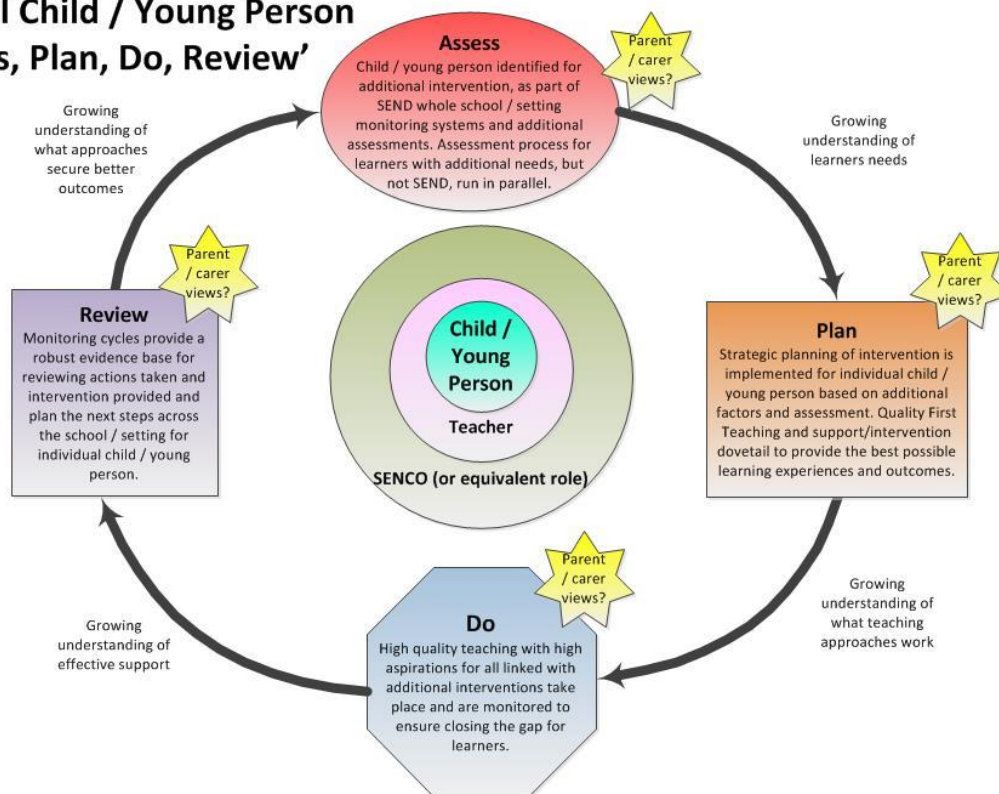 l Child / Young Person
s, Plan, Do, Review’
Assess
Child / young person identified for
additional intervention, as part of
SEND whole school / setting
monitoring systems and additional
assessments. Assessment process for
learners with additional needs, but
not SEND, run in parallel.
Parent
/ carer
views?
Growing
understanding of
learners needs
Plan
Strategic planning of intervention is
implemented for individual child /
young person based on additional
factors and assessment. Quality First
Teaching and support/intervention
dovetail to provide the best possible
learning experiences and outcomes.
Parent
/ carer
views?
Growing
understanding of
what teaching
approaches work
Do
High quality teaching with high
aspirations for all linked with
additional interventions take
place and are monitored to
ensure closing the gap for
learners.
Parent
/ carer
views?
Growing
understanding of
effective support
Review
Monitoring cycles provide a
robust evidence base for
reviewing actions taken and
intervention provided and
plan the next steps across
the school / setting for
individual child / young
person.
Parent
/ carer
views?
Growing
understanding of
what approaches
secure better
outcomes
Child /
Young
Person
Teacher
SENCO (or equivalent role)